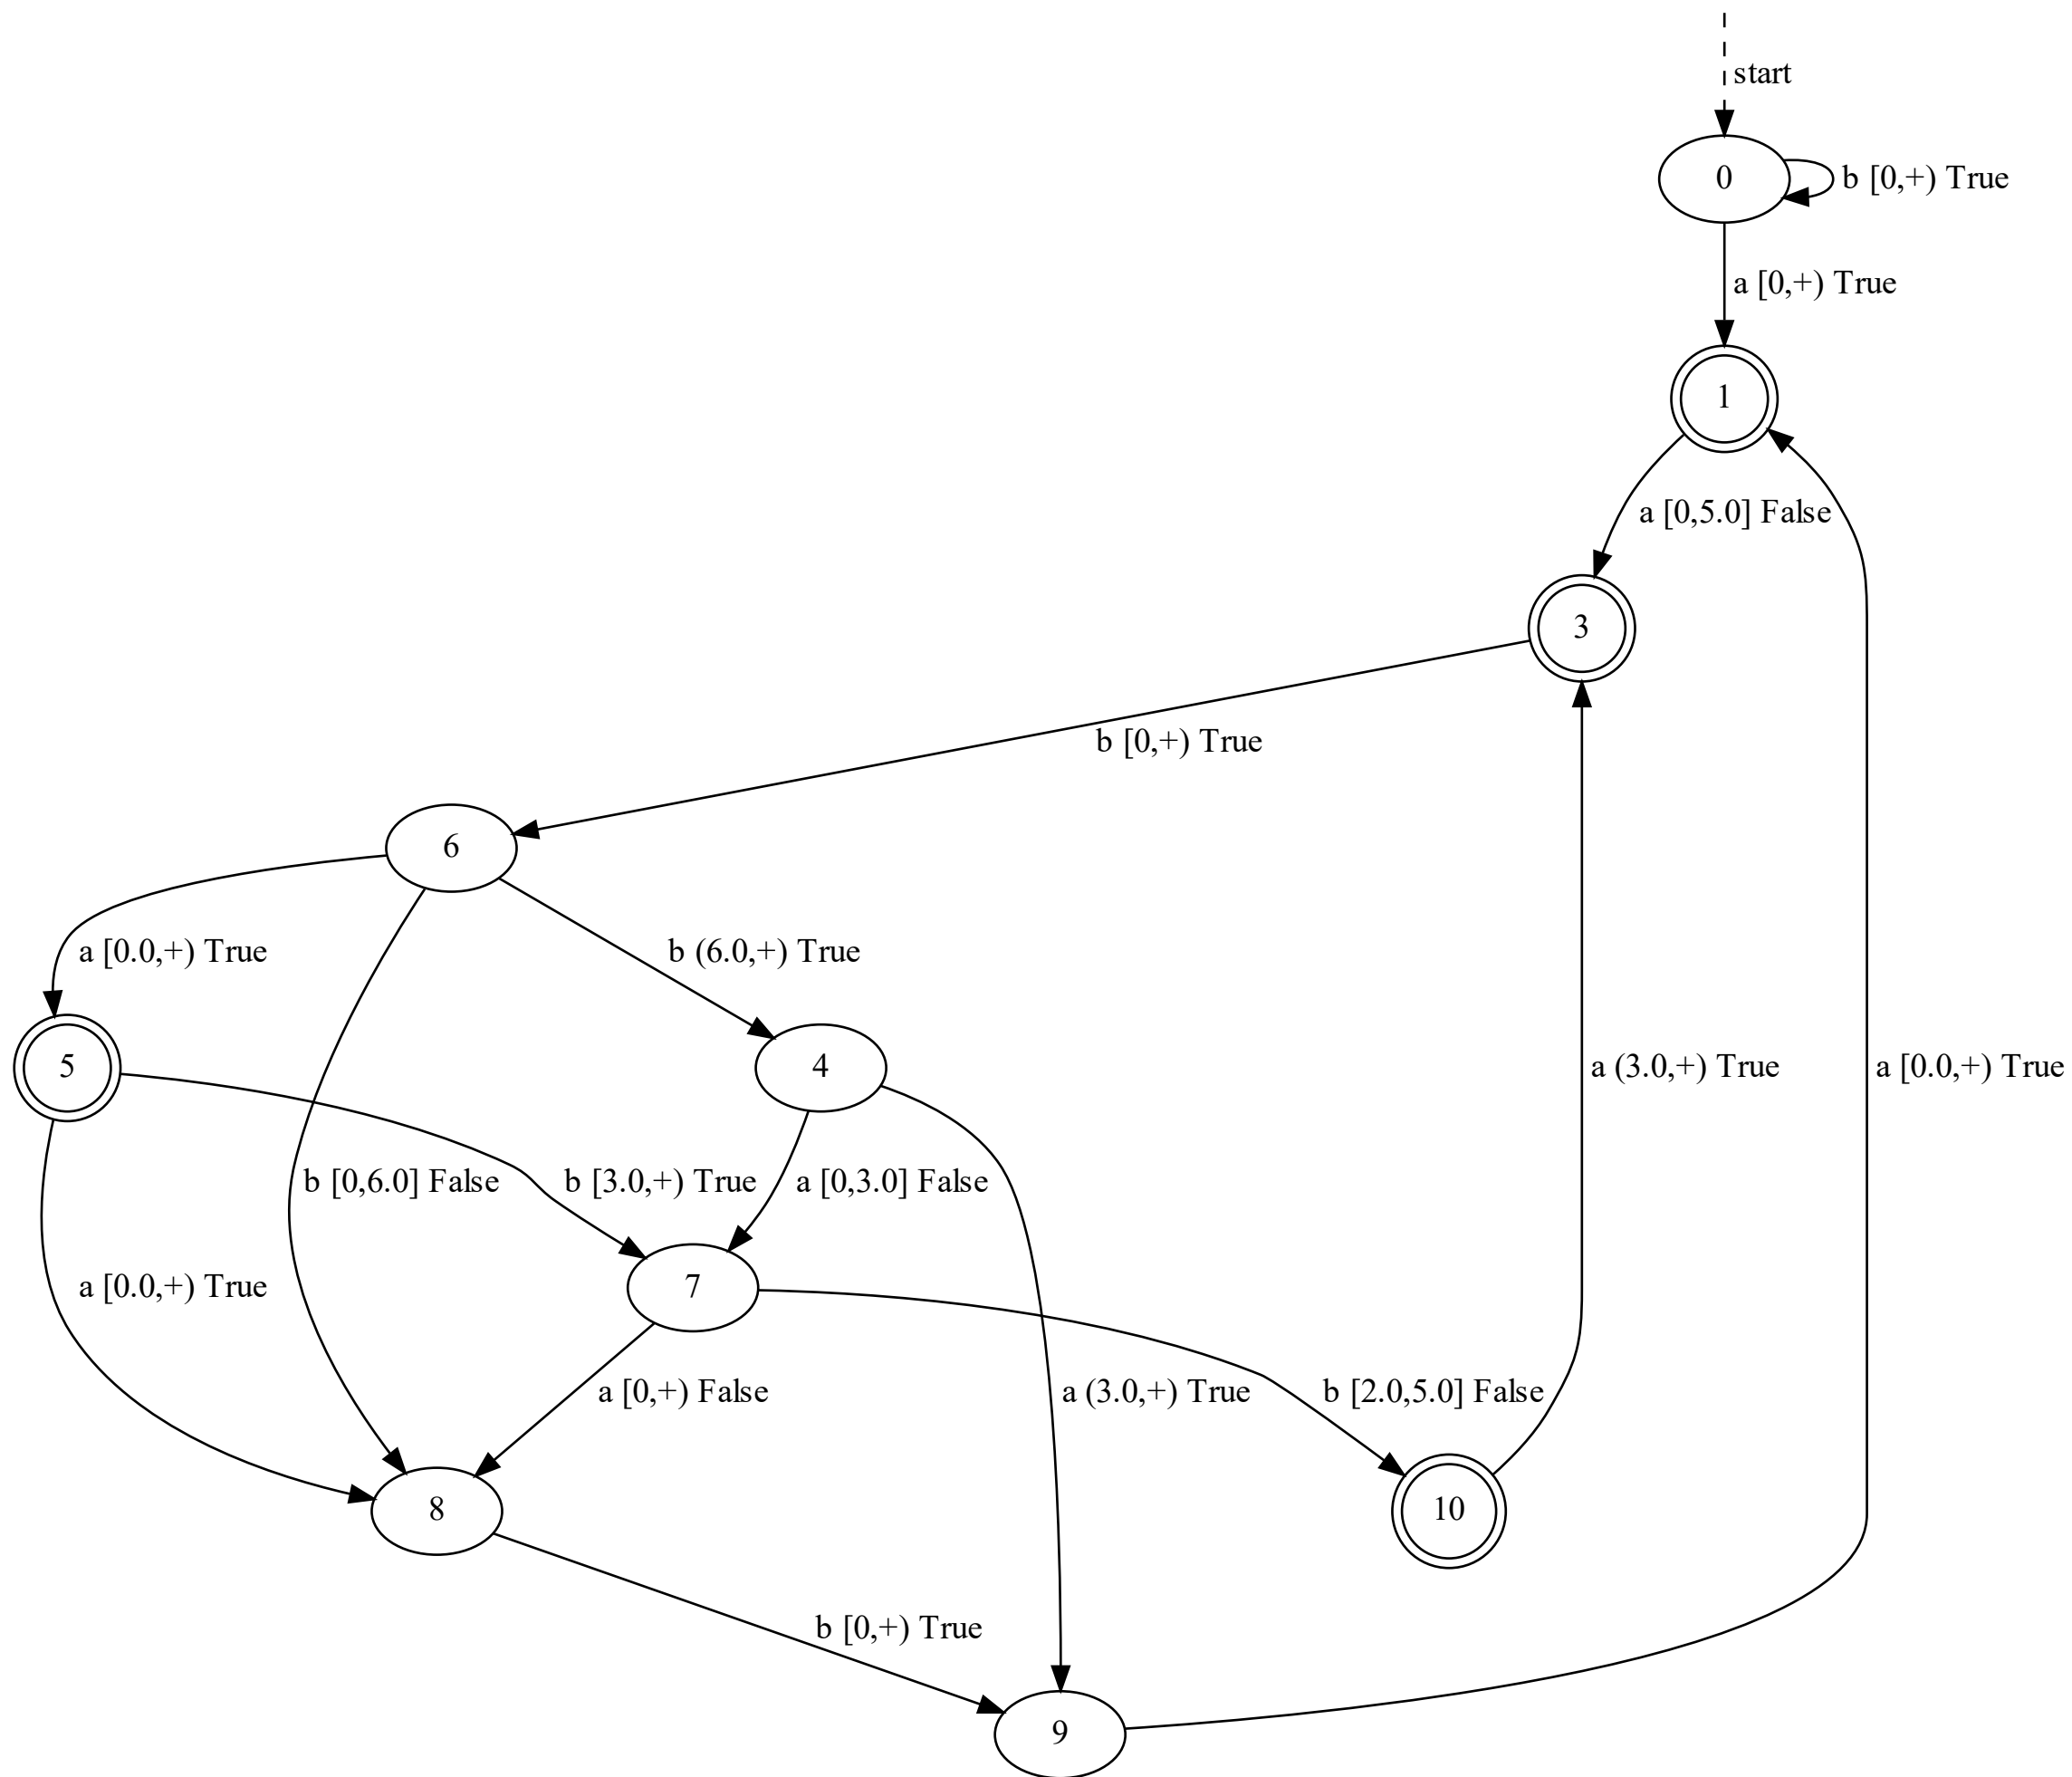 start
0
b [0,+) True
a [0,+) True
1
a [0,5.0] False
3
b [0,+) True
6
a [0.0,+) True
b (6.0,+) True
5
4
a (3.0,+) True
a [0.0,+) True
b [0,6.0] False
b [3.0,+) True
a [0,3.0] False
a [0.0,+) True
7
a [0,+) False
a (3.0,+) True
b [2.0,5.0] False
8
10
b [0,+) True
9